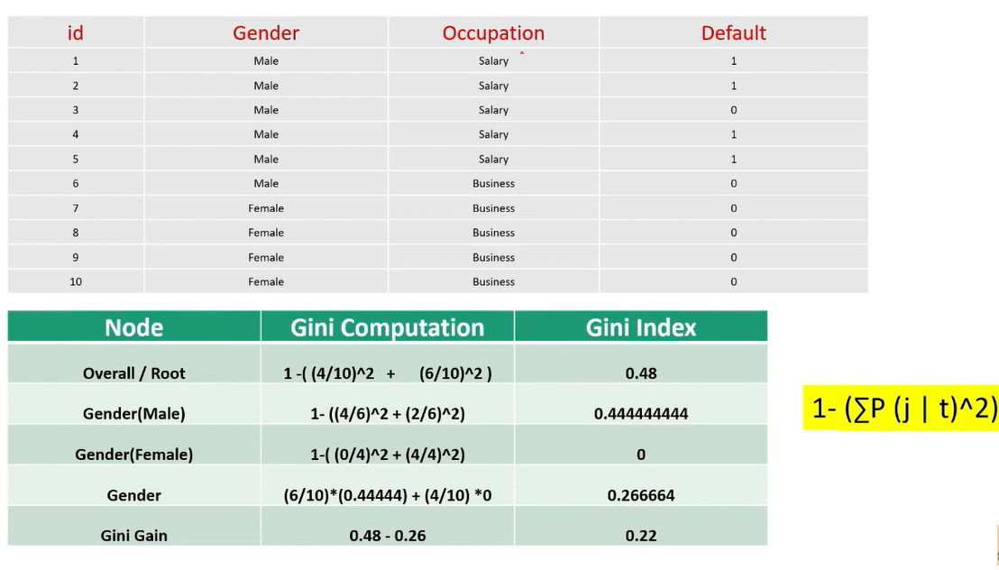 id Gender Occupation Default
1 Male Salary 1
2 Male Salary 1
3 Male Salary 0
4 Male Salary 1
5 Male Salary 1
6 Male Business 0
7 Female Business 0
8 Female Business 0
9 Female Business 0
10 Female Business 0
Node Gini Computation Gini Index
Overall / Root 1 -( (4/10)^2 + (6/10)^2 ) 0.48
Gender(Male) 1- ((4/6)^2 + (2/6)^2) 0.444444444
1- (∑P (j | t)^2)
Gender(Female) 1-( (0/4)^2 + (4/4)^2) 0
Gender (6/10)*(0.44444) + (4/10) *0 0.266664
Gini Gain 0.48 - 0.26 0.22